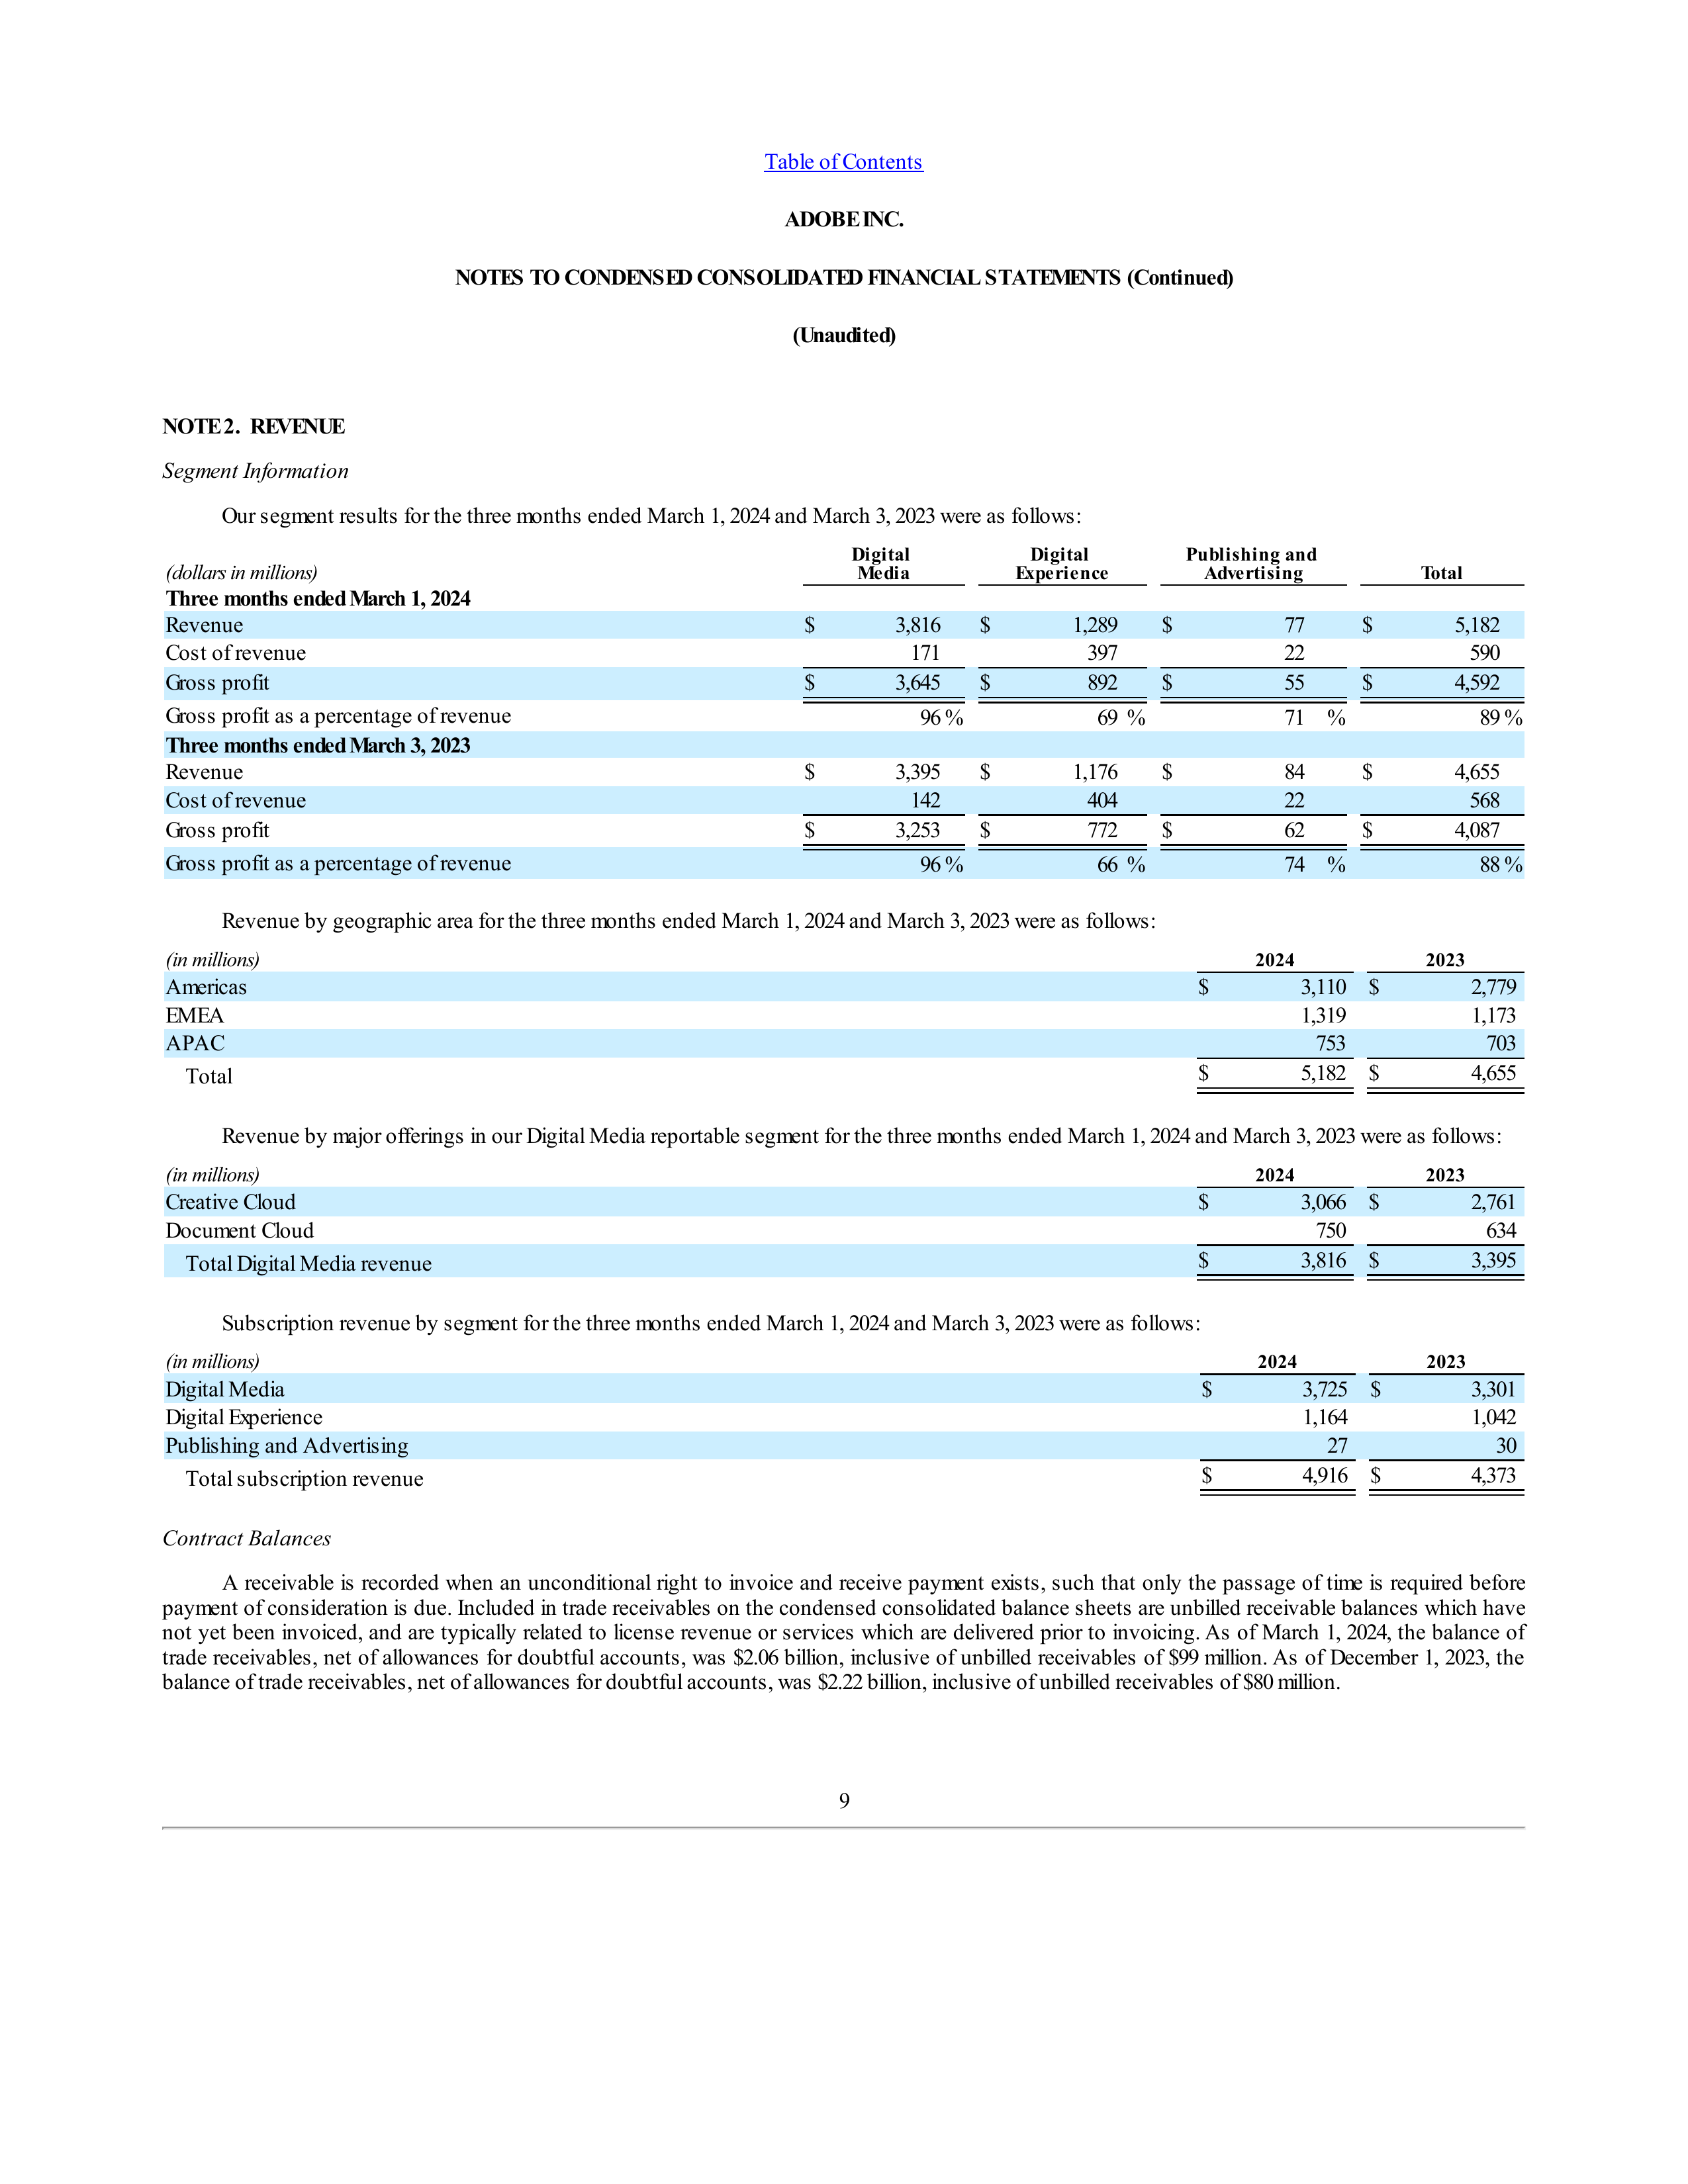 Table of Contents
ADOBE INC.
NOTES TO CONDENSED CONSOLIDATED FINANCIAL STATEMENTS (Continued)
(Unaudited)
NOTE 2. REVENUE
Segment Information
Our segment results for the three months ended March 1, 2024 and March 3, 2023 were as follows:
(dollars in millions) Digital Media Digital Experience Publishing and Advertising Total
Three months ended March 1, 2024
Revenue $ 3,816 $ 1,289 $ 77 $ 5,182
Cost of revenue 171 397 22 590
Gross profit $ 3,645 $ 892 $ 55 $ 4,592
Gross profit as a percentage of revenue 96 % 69 % 71 % 89 %
Three months ended March 3, 2023
Revenue $ 3,395 $ 1,176 $ 84 $ 4,655
Cost of revenue 142 404 22 568
Gross profit $ 3,253 $ 772 $ 62 $ 4,087
Gross profit as a percentage of revenue 96 % 66 % 74 % 88 %
Revenue by geographic area for the three months ended March 1, 2024 and March 3, 2023 were as follows:
(in millions) 2024 2023
Americas $ 3,110 $ 2,779
EMEA 1,319 1,173
APAC 753 703
Total $ 5,182 $ 4,655
Revenue by major offerings in our Digital Media reportable segment for the three months ended March 1, 2024 and March 3, 2023 were as follows:
(in millions) 2024 2023
Creative Cloud $ 3,066 $ 2,761
Document Cloud 750 634
Total Digital Media revenue $ 3,816 $ 3,395
Subscription revenue by segment for the three months ended March 1, 2024 and March 3, 2023 were as follows:
(in millions) 2024 2023
Digital Media $ 3,725 $ 3,301
Digital Experience 1,164 1,042
Publishing and Advertising 27 30
Total subscription revenue $ 4,916 $ 4,373
Contract Balances
A receivable is recorded when an unconditional right to invoice and receive payment exists, such that only the passage of time is required before
payment of consideration is due. Included in trade receivables on the condensed consolidated balance sheets are unbilled receivable balances which have
not yet been invoiced, and are typically related to license revenue or services which are delivered prior to invoicing. As of March 1, 2024, the balance of
trade receivables, net of allowances for doubtful accounts, was $2.06 billion, inclusive of unbilled receivables of $99 million. As of December 1, 2023, the
balance of trade receivables, net of allowances for doubtful accounts, was $2.22 billion, inclusive of unbilled receivables of $80 million.
9